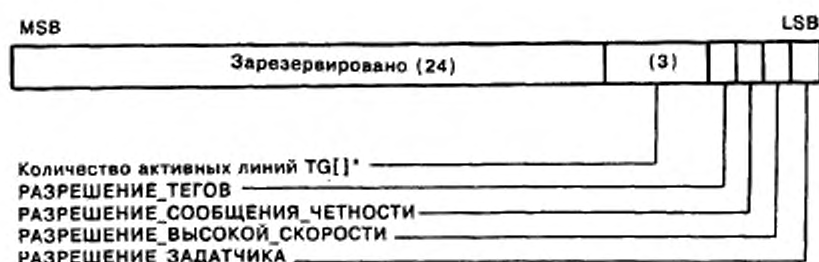 MSB LSB
Зарезервировано (24) (3)
Количество активных линий TG[]*
РАЗРЕШЕНИЕ_ТЕГОВ
РАЗРЕШЕНИЕ_СООБЩЕНИЯ_ЧЕТНОСТИ
РАЗРЕШЕНИЕ_ВЫСОКОЙ_СКОРОСТИ
РАЗРЕШЕНИЕ_ЗАДАТЧИКА